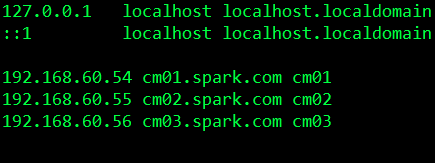 127.0.0.1   localhost localhost.localdomain
::1         localhost localhost.localdomain
192.168.60.54 cm01.spark.com cm01
192.168.60.55 cm02.spark.com cm02
192.168.60.56 cm03.spark.com cm03